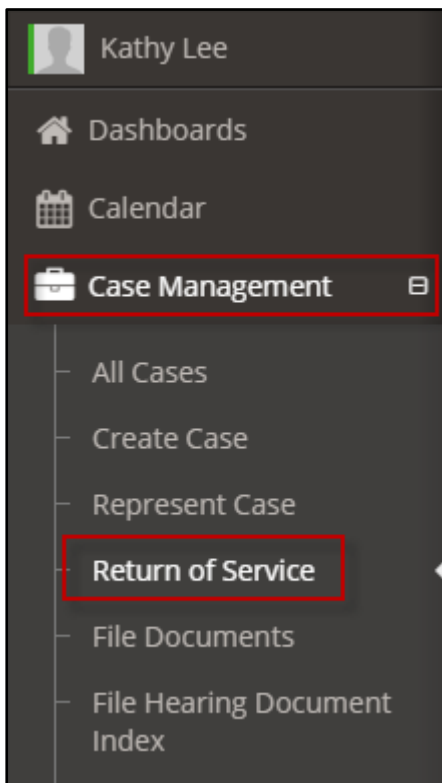 Kathy Lee
Dashboards
Calendar
Case Management
All Cases
Create Case
Represent Case
Return of Service
File Documents
File Hearing Document
Index